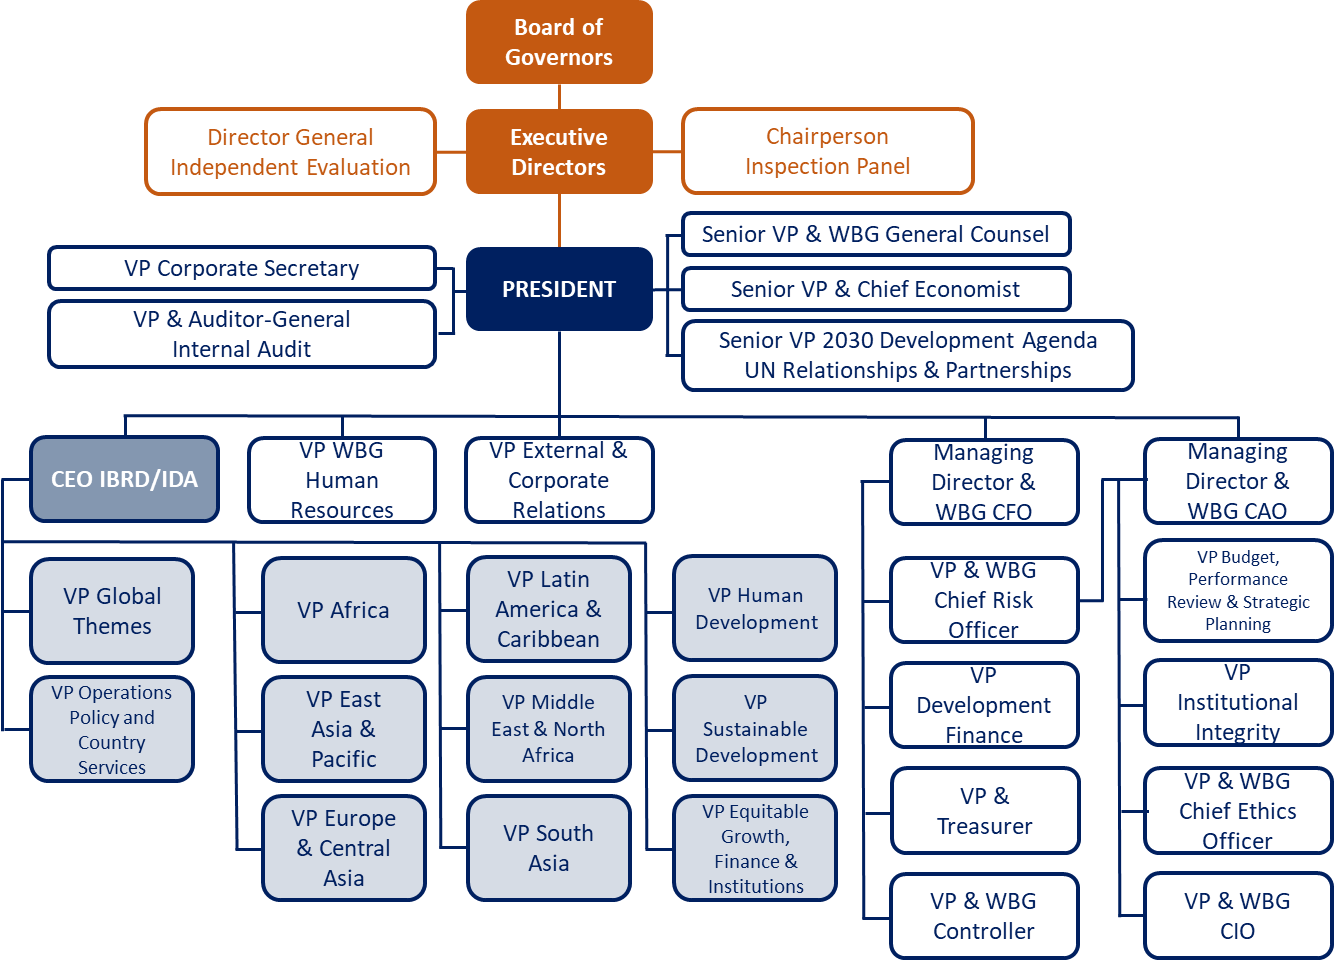 Board of
Governors
Director General
Independent Evaluation
Executive
Directors
Chairperson
Inspection Panel
VP Corporate Secretary
VP & Auditor-General
Internal Audit
PRESIDENT
Senior VP & WBG General Counsel
Senior VP & Chief Economist
Senior VP 2030 Development Agenda
UN Relationships & Partnerships
CEO IBRD/IDA
VP WBG
Human
Resources
VP External &
Corporate
Relations
Managing
Director &
WBG CFO
Managing
Director &
WBG CAO
VP Global
Themes
VP Operations
Policy and
Country
Services
VP Africa
VP East
Asia &
Pacific
VP Europe
& Central
Asia
VP Latin
America &
Caribbean
VP Middle
East & North
Africa
VP South
Asia
VP Human
Development
VP
Sustainable
Development
VP Equitable
Growth,
Finance &
Institutions
VP & WBG
Chief Risk
Officer
VP
Development
Finance
VP &
Treasurer
VP & WBG
Controller
VP Budget,
Performance
Review & Strategic
Planning
VP
Institutional
Integrity
VP & WBG
Chief Ethics
Officer
VP & WBG
CIO